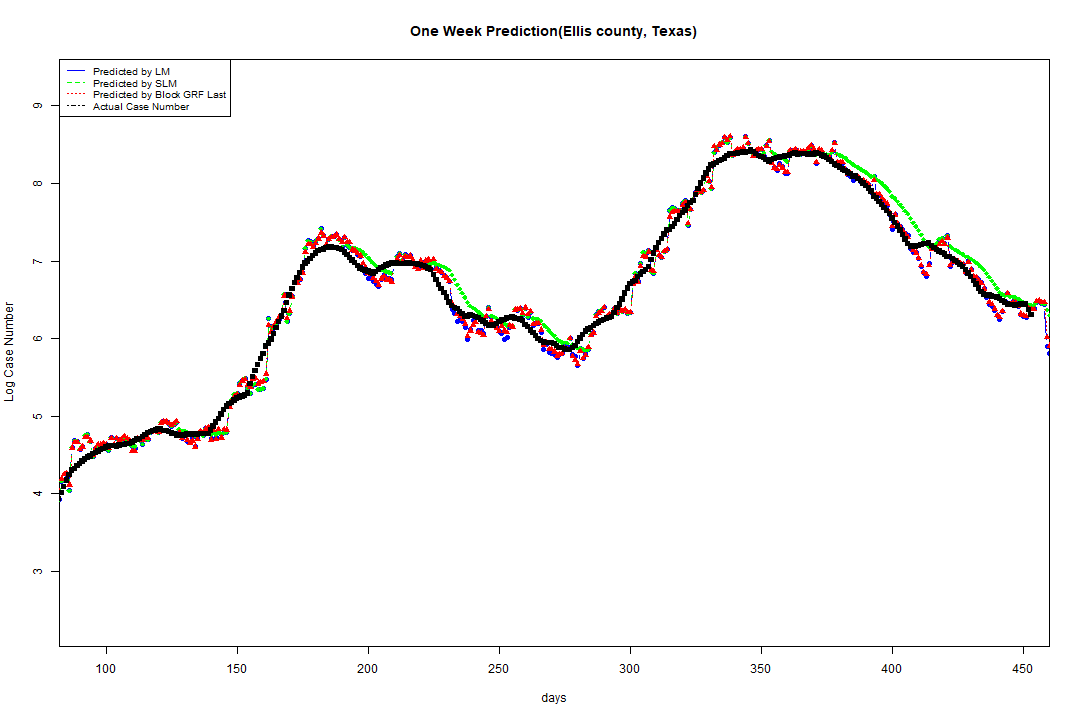 One Week Prediction(Ellis county, Texas)
Predicted by LM
Predicted by SLM
Predicted by Block GRF Last
Actual Case Number
9
8
7
6
5
4
3
Log Case Number
100 150 200 250 300 350 400 450
days